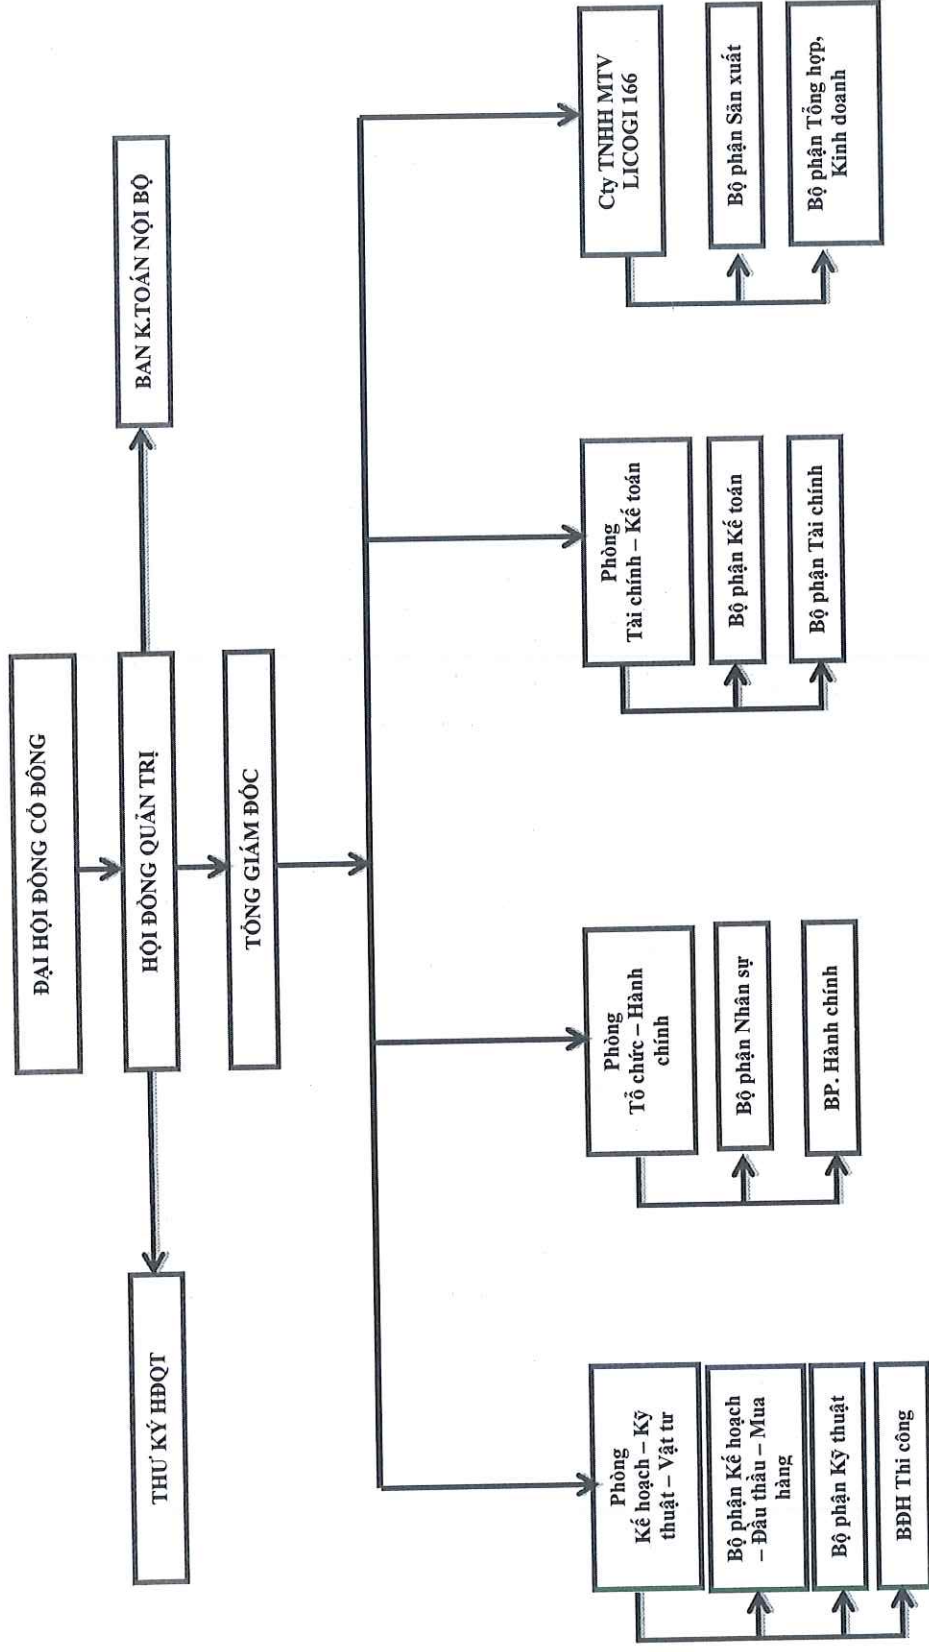 ĐẠI HỘI ĐỒNG CỔ ĐÔNG
THƯ KÝ HĐQT
HỘI ĐỒNG QUẢN TRỊ
BAN K.TOÁN NỘI BỘ
TỔNG GIÁM ĐỐC
Phòng
Kế hoạch – Kỹ
thuật – Vật tư
Bộ phận Kế hoạch
– Đấu thầu – Mua
hàng
Bộ phận Kỹ thuật
BĐH Thi công
Phòng
Tổ chức – Hành
chính
Bộ phận Nhân sự
BP. Hành chính
Phòng
Tài chính – Kế toán
Bộ phận Kế toán
Bộ phận Tài chính
Cty TNHH MTV
LICOGI 166
Bộ phận Sản xuất
Bộ phận Tổng hợp,
Kinh doanh